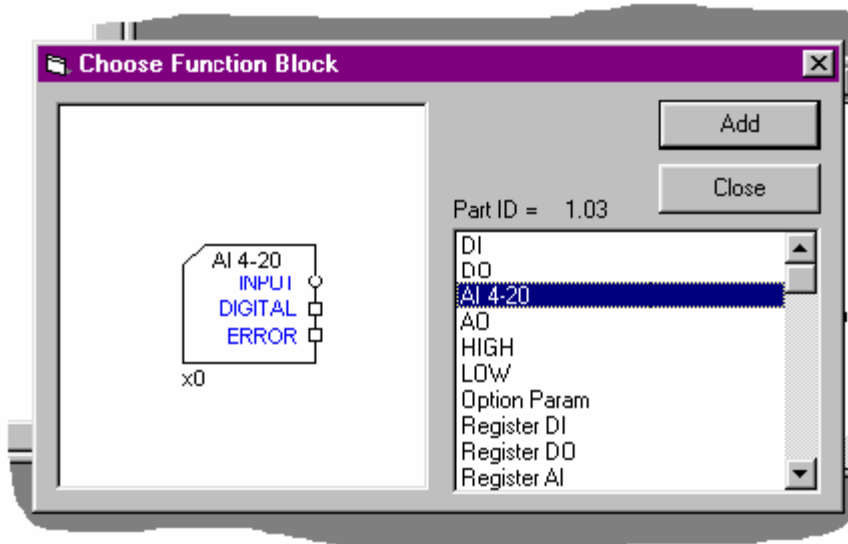 Choose Function Block
Add
Close
Part ID = 1.03
AI 4-20
INPUT
DIGITAL
ERROR
x0
DI
DO
AI 4-20
AO
HIGH
LOW
Option Param
Register DI
Register DO
Register AI